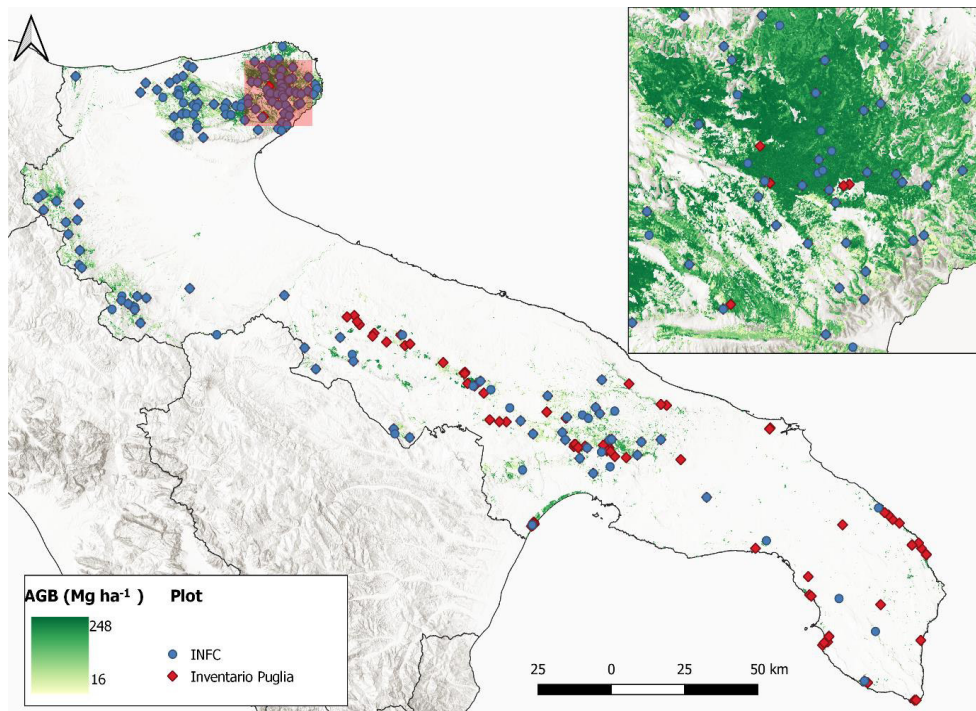 AGB (Mg ha⁻¹ ) Plot
248
16
INFC
Inventario Puglia
25 0 25 50 km